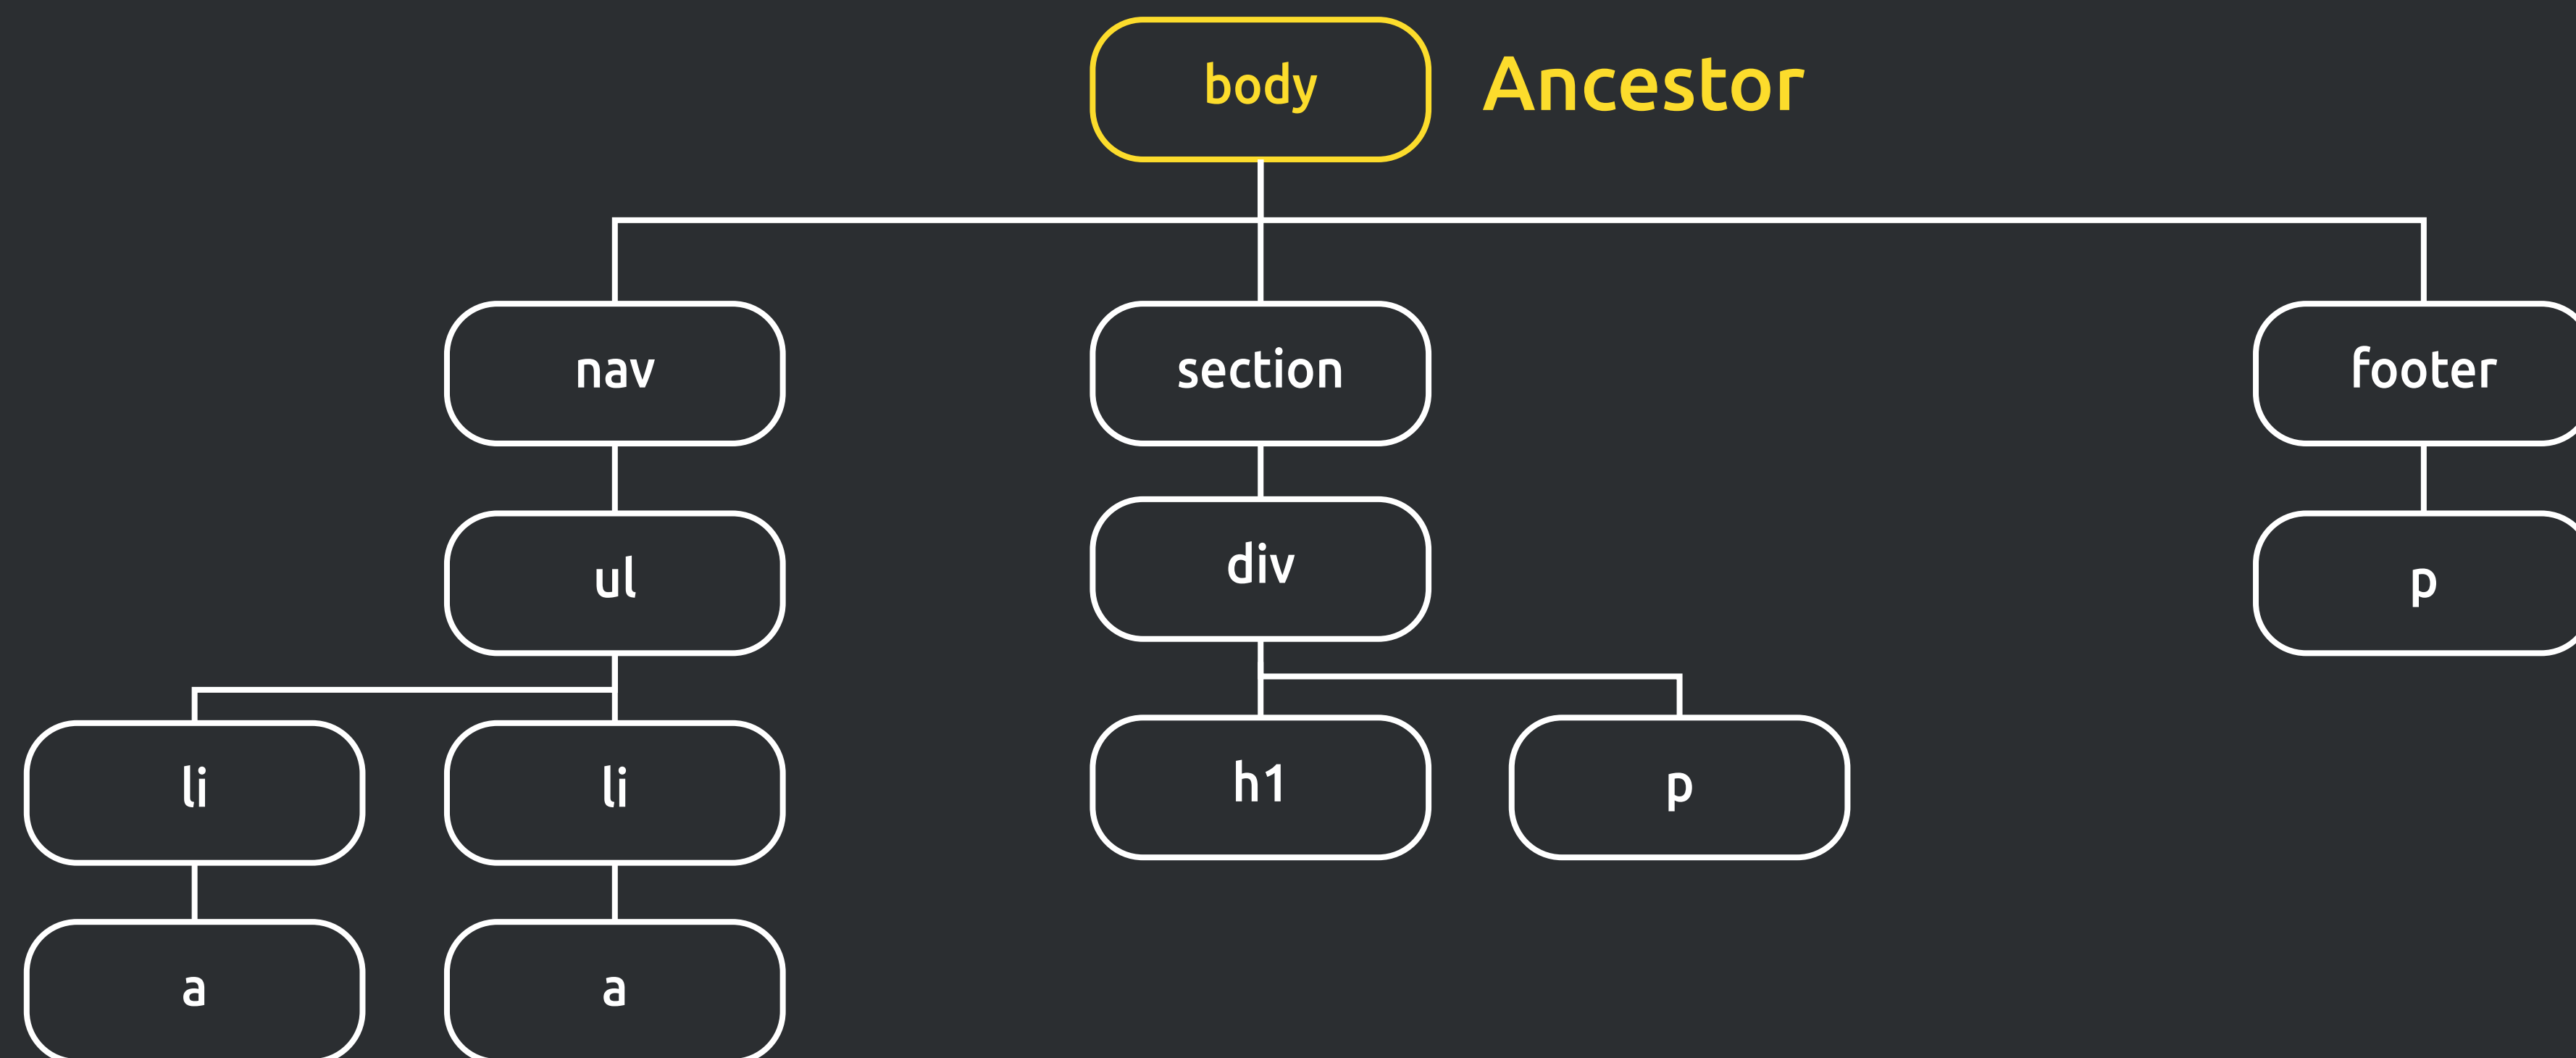 body
Ancestor
nav
section
footer
ul
div
p
li
li
h1
p
a
a